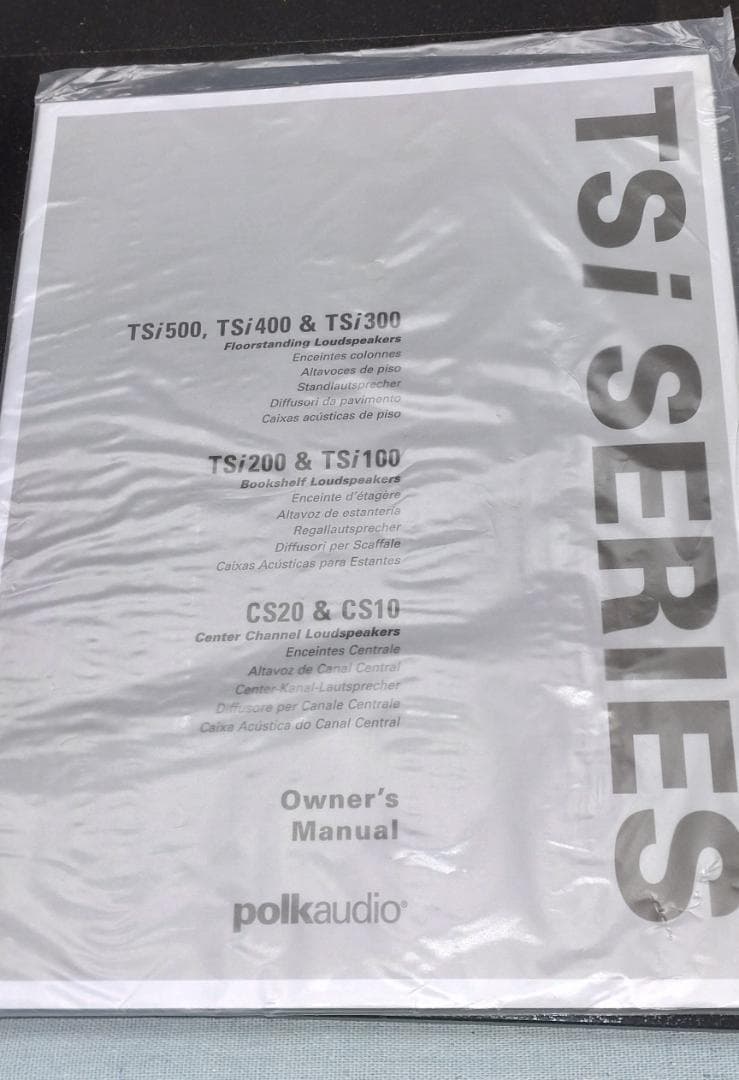 TSi SERIES
TSi500, TSi400 & TSi300
Floorstanding Loudspeakers
Enceintes colonnes
Altavoces de piso
Standlautsprecher
Diffusori da pavimento
Caixas acústicas de piso
TSi200 & TSi100
Bookshelf Loudspeakers
Enceinte d'étagère
Altavoz de estantería
Regallautsprecher
Diffusori per Scaffale
Caixas Acústicas para Estantes
CS20 & CS10
Center Channel Loudspeakers
Enceintes Centrale
Altavoz de Canal Central
Center-Kanal-Lautsprecher
Diffusore per Canale Centrale
Caixa Acústica do Canal Central
Owner's
Manual
polkaudio®